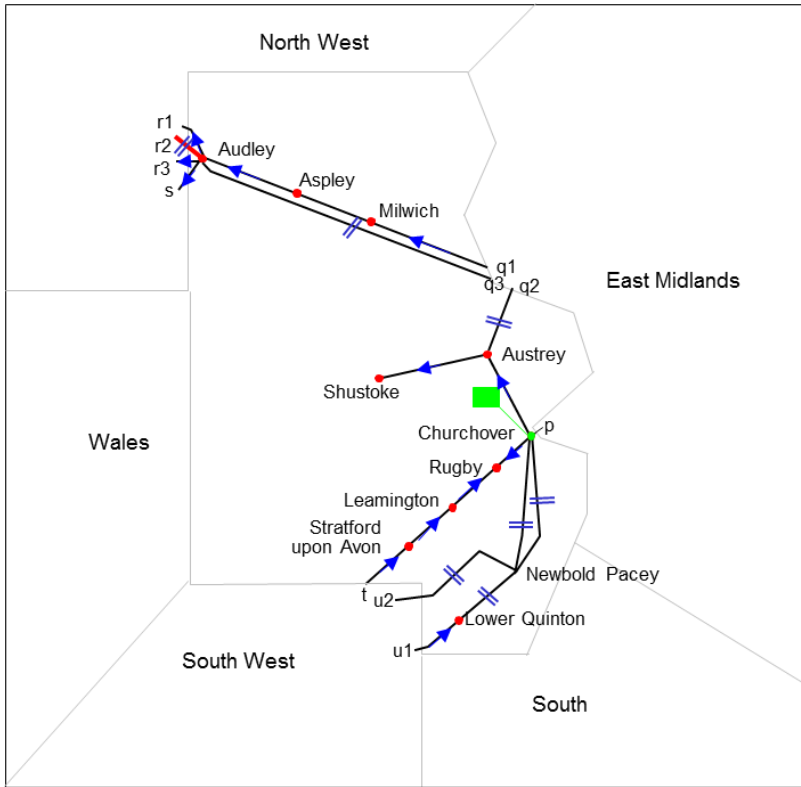 North West
r1
r2
Audley
r3
Aspley
s
Milwich
q1
q3
q2
East Midlands
Austrey
Shustoke
Churchover
p
Wales
Rugby
Leamington
Stratford
upon Avon
Newbold Pacey
t
u2
Lower Quinton
u1
South West
South